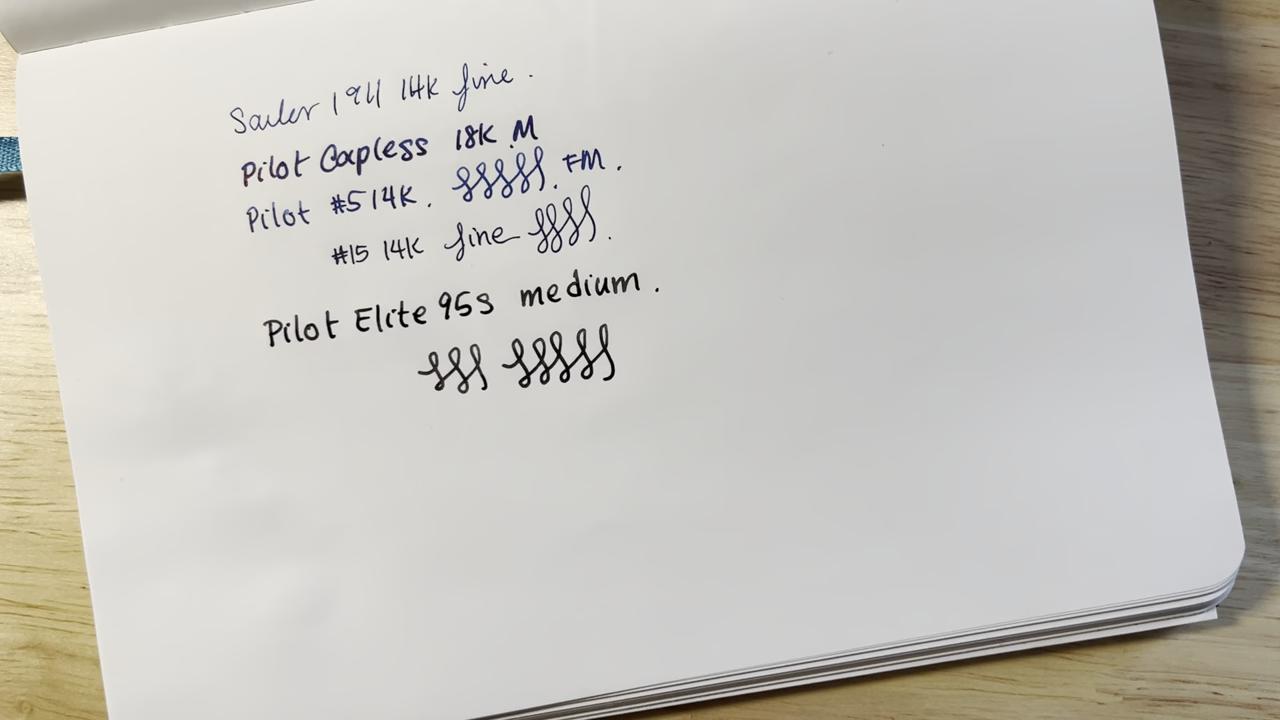 Sailor 1911 14K fine.
Pilot Capless 18K M
Pilot #5 14K. FM.
#15 14K fine
Pilot Elite 95s medium.